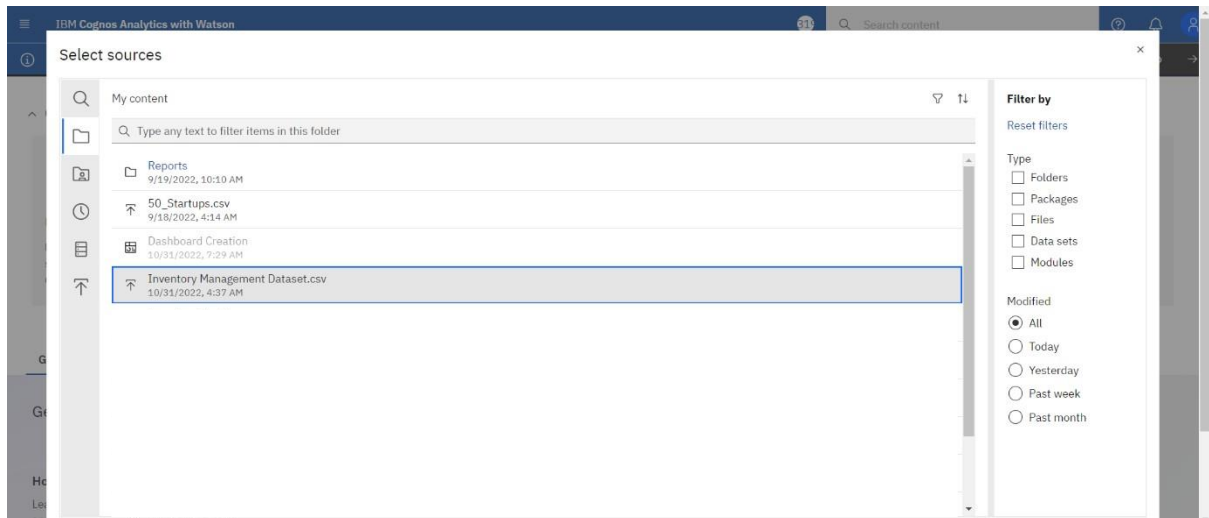 IBM Cognos Analytics with Watson
Search content
Select sources
My content
Type any text to filter items in this folder
Reports
9/19/2022, 10:10 AM
50_Startups.csv
9/18/2022, 4:14 AM
Dashboard Creation
10/31/2022, 7:29 AM
Inventory Management Dataset.csv
10/31/2022, 4:37 AM
Filter by
Reset filters
Type
Folders
Packages
Files
Data sets
Modules
Modified
All
Today
Yesterday
Past week
Past month
G
Ge
Ho
Lea